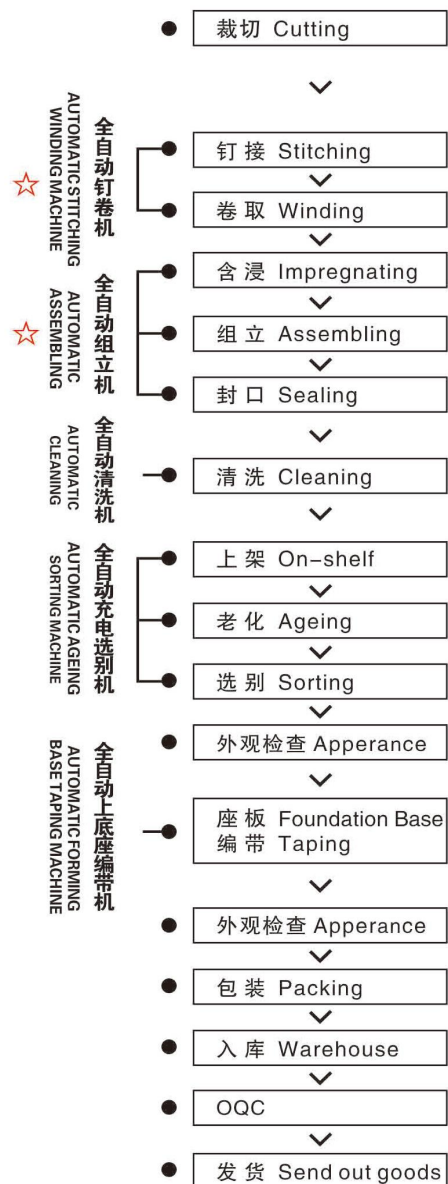 裁切 Cutting
全自动钉卷机
AUTOMATIC STITCHING
WINDING MACHINE
钉接 Stitching
卷取 Winding
全自动组立机
AUTOMATIC
ASSEMBLING
含浸 Impregnating
组立 Assembling
封口 Sealing
全自动清洗机
AUTOMATIC
CLEANING
清洗 Cleaning
全自动充电选别机
AUTOMATIC AGEING
SORTING MACHINE
上架 On-shelf
老化 Ageing
选别 Sorting
外观检查 Apperance
全自动上底座编带机
AUTOMATIC FORMING
BASE TAPING MACHINE
座板 Foundation Base
编带 Taping
外观检查 Apperance
包装 Packing
入库 Warehouse
OQC
发货 Send out goods